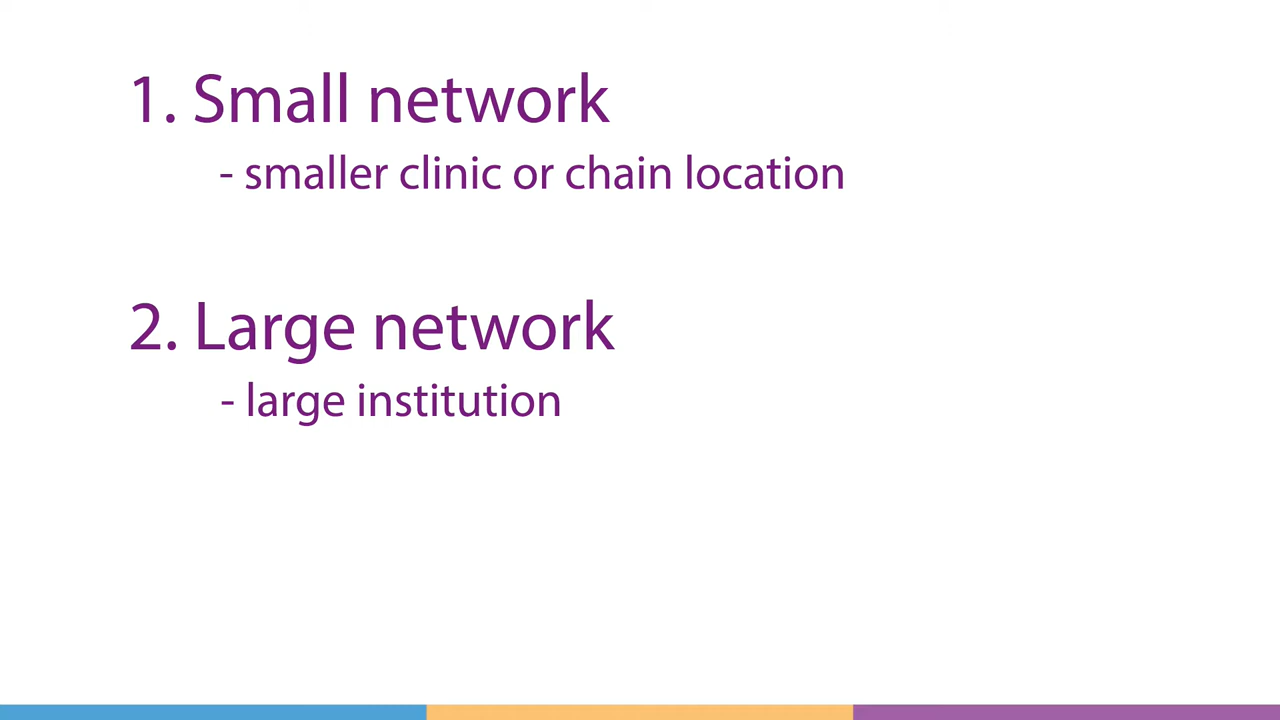 1. Small network
- smaller clinic or chain location
2. Large network
- large institution